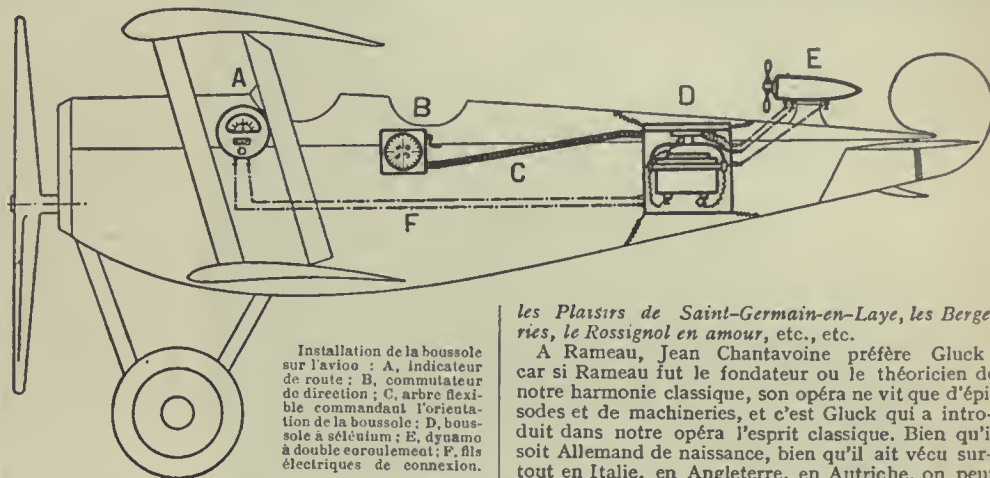 A
B
C
D
E
F
Installation de la boussole
sur l'avion : A, indicateur
de route ; B, commutateur
de direction ; C, arbre flexi-
ble commandant l'orienta-
tion de la boussole ; D, bous-
sole à sélénium ; E, dynamo
à double enroulement ; F, fils
électriques de connexion.
les Plaisirs de Saint-Germain-en-Laye, les Berge-
ries, le Rossignol en amour, etc., etc.
A Rameau, Jean Chantavoine préfère Gluck
car si Rameau fut le fondateur ou le théoricien de
notre harmonie classique, son opéra ne vit que d'épi-
sodes et de machineries, et c'est Gluck qui a intro-
duit dans notre opéra l'esprit classique. Bien qu'il
soit Allemand de naissance, bien qu'il ait vécu sur-
tout en Italie, en Angleterre, en Autriche, on peut